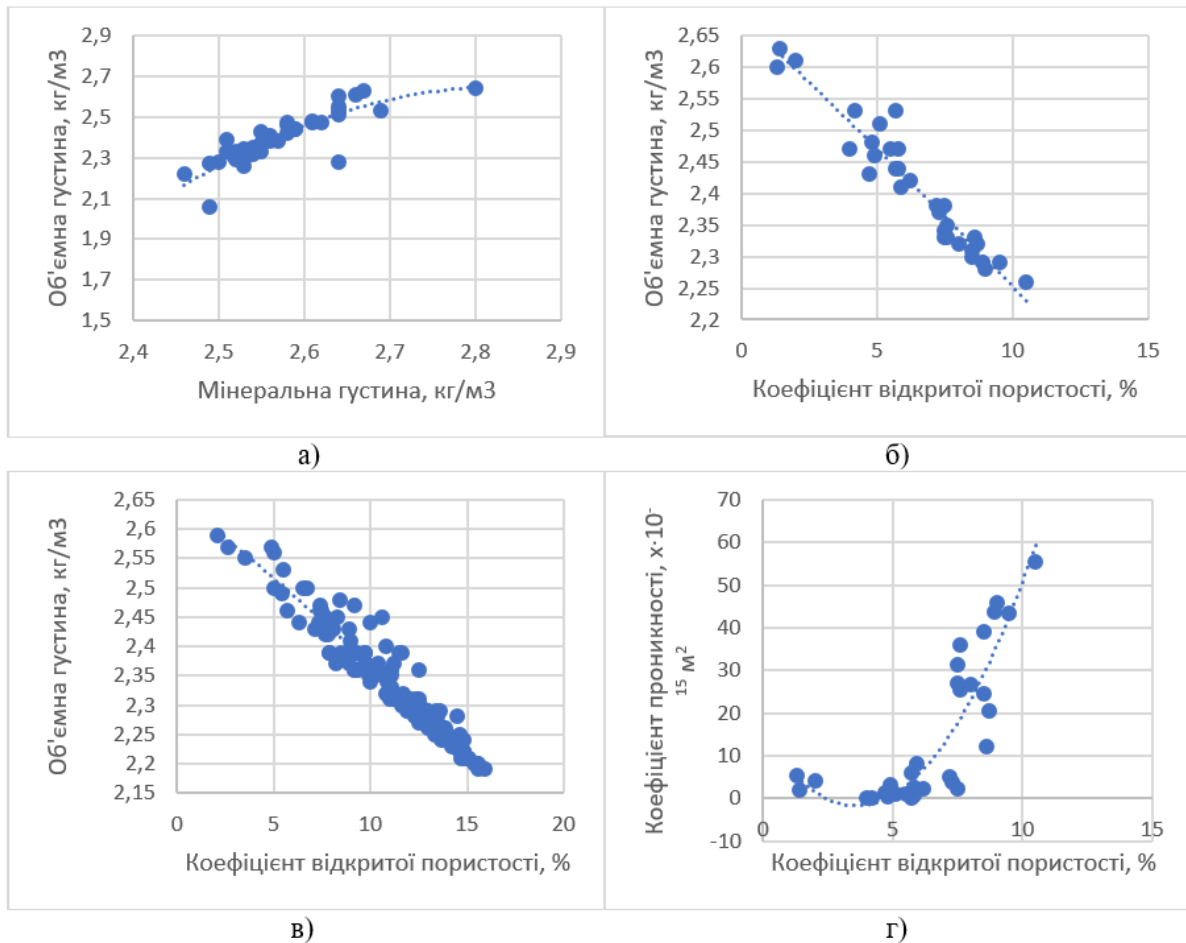 Об'ємна густина, кг/м3
2,9
2,7
2,5
2,3
2,1
1,9
1,7
1,5
2,4 2,5 2,6 2,7 2,8 2,9
Мінеральна густина, кг/м3
а)
Об'ємна густина, кг/м3
2,65
2,6
2,55
2,5
2,45
2,4
2,35
2,3
2,25
2,2
0 5 10 15
Коефіцієнт відкритої пористості, %
б)
Об'ємна густина, кг/м3
2,65
2,6
2,55
2,5
2,45
2,4
2,35
2,3
2,25
2,2
2,15
0 5 10 15 20
Коефіцієнт відкритої пористості, %
в)
Коефіцієнт проникності, х·10-
15 м2
70
60
50
40
30
20
10
0
-10
0 5 10 15
Коефіцієнт відкритої пористості, %
г)